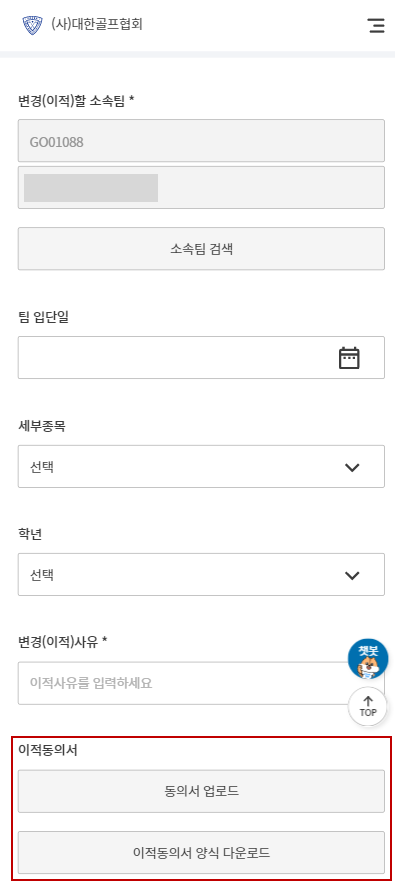 (사)대한골프협회
변경(이적)할 소속팀 *
GO01088
소속팀 검색
팀 입단일
세부종목
선택
학년
선택
변경(이적)사유 *
챗봇
이적사유를 입력하세요
TOP
이적동의서
동의서 업로드
이적동의서 양식 다운로드